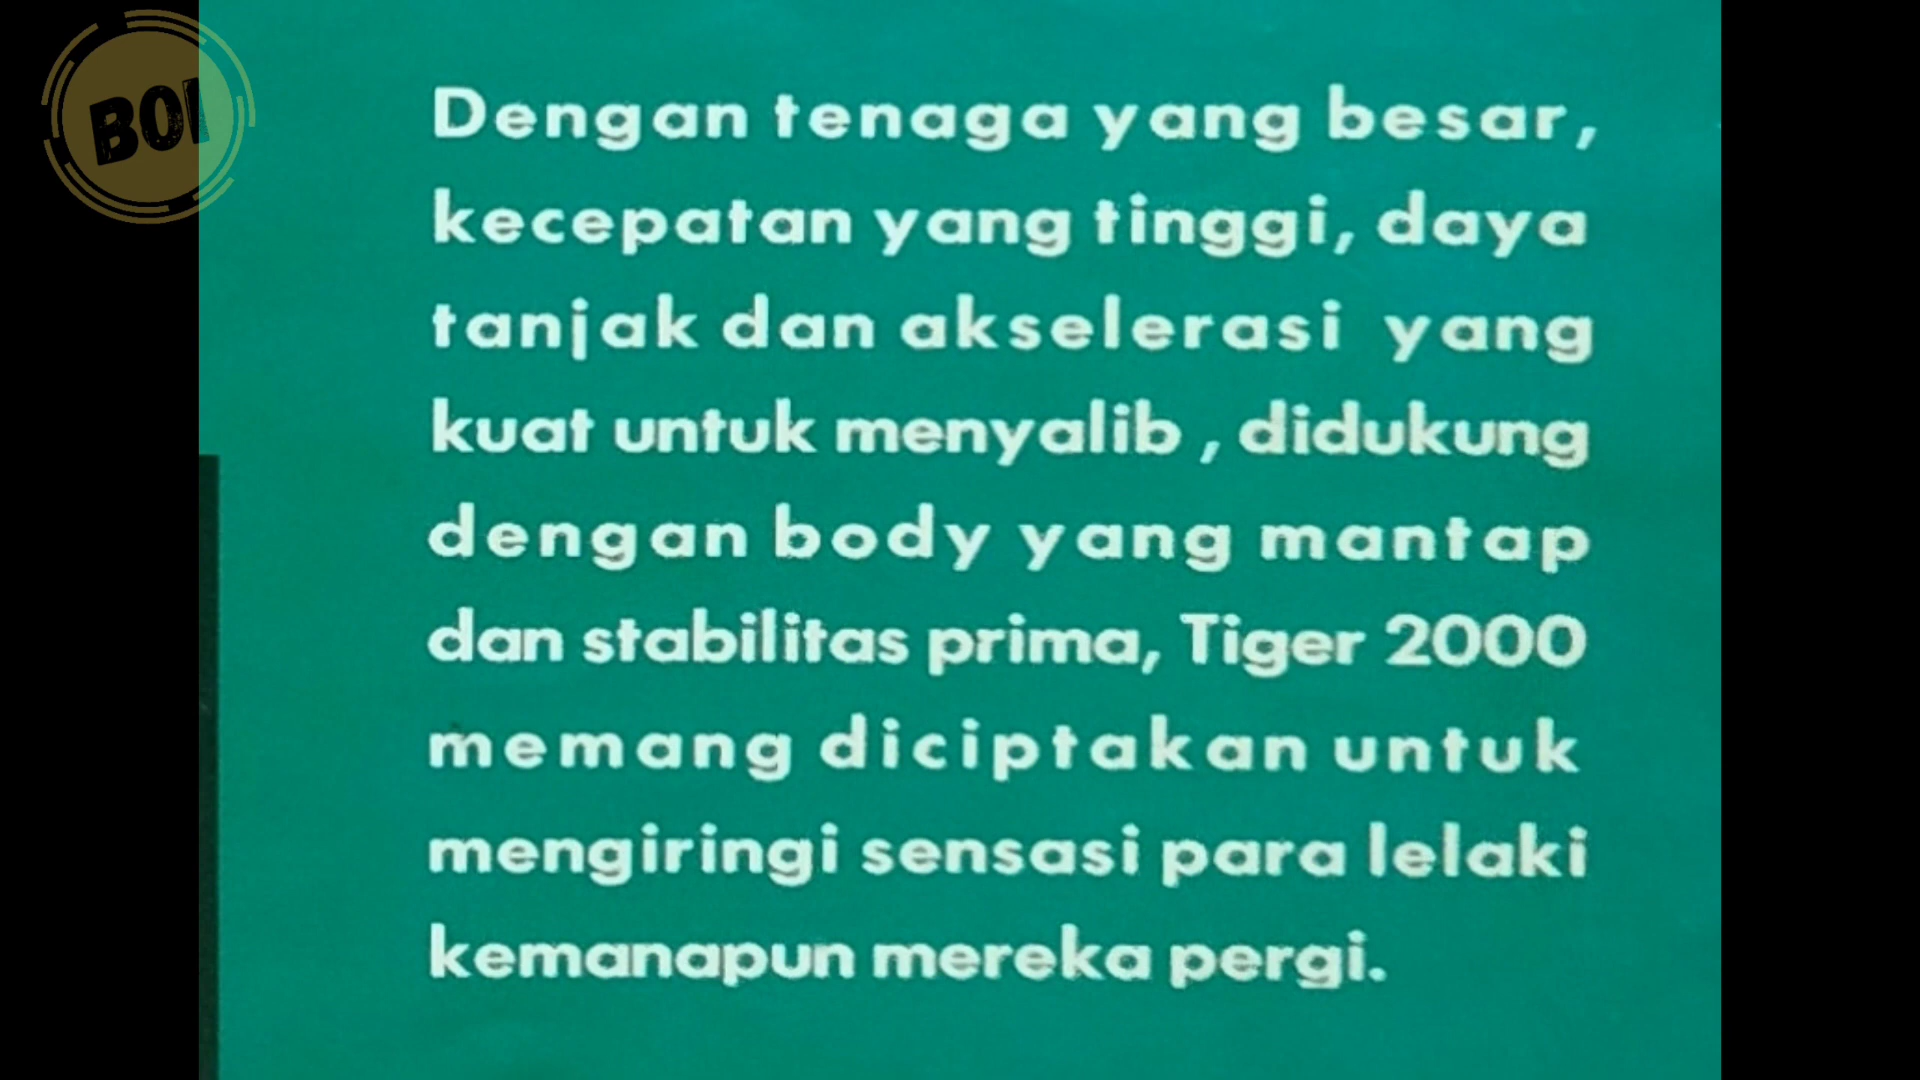 BOI
Dengan tenaga yang besar,
kecepatan yang tinggi, daya
tanjak dan akselerasi yang
kuat untuk menyalib , didukung
dengan body yang mantap
dan stabilitas prima, Tiger 2000
memang diciptakan untuk
mengiringi sensasi para lelaki
kemanapun mereka pergi.